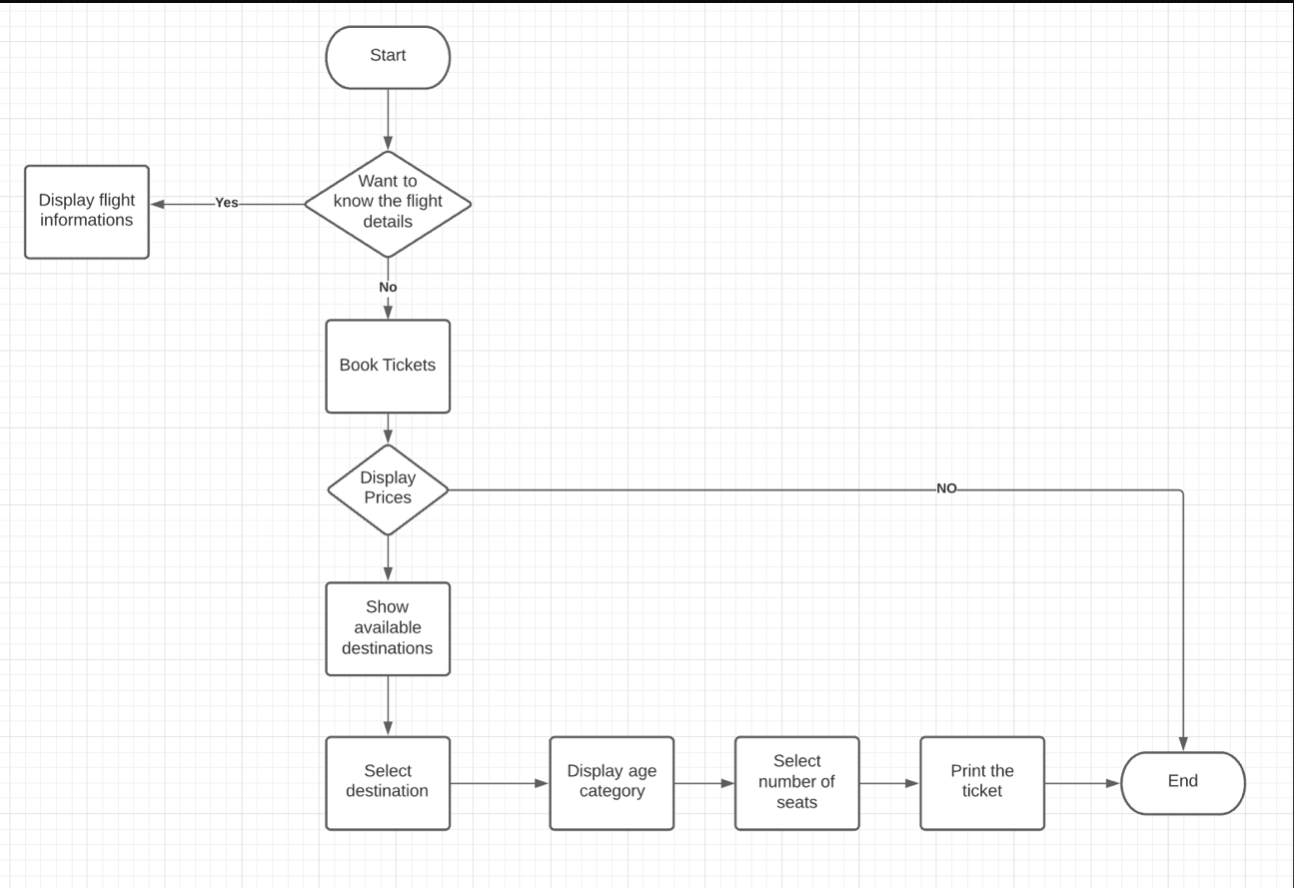 Start
Want to
know the flight
details
Yes
Display flight
informations
No
Book Tickets
Display
Prices
NO
Show
available
destinations
Select
destination
Display age
category
Select
number of
seats
Print the
ticket
End